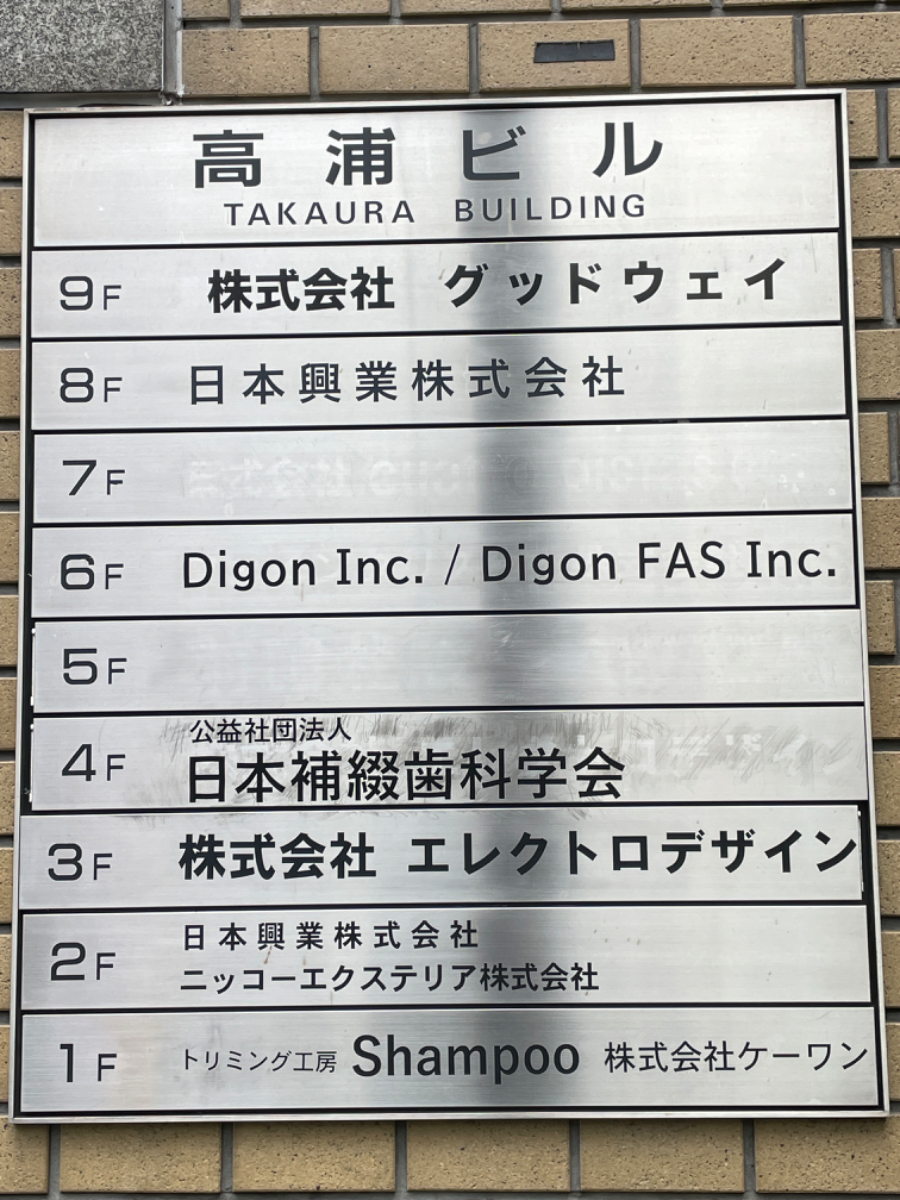 高浦ビル
TAKAURA BUILDING
9F 株式会社 グッドウェイ
8F 日本興業株式会社
7F
6F Digon Inc. / Digon FAS Inc.
5F
4F 公益社団法人
日本補綴歯科学会
3F 株式会社 エレクトロデザイン
2F 日本興業株式会社
ニッコーエクステリア株式会社
1F トリミング工房 Shampoo 株式会社ケーワン